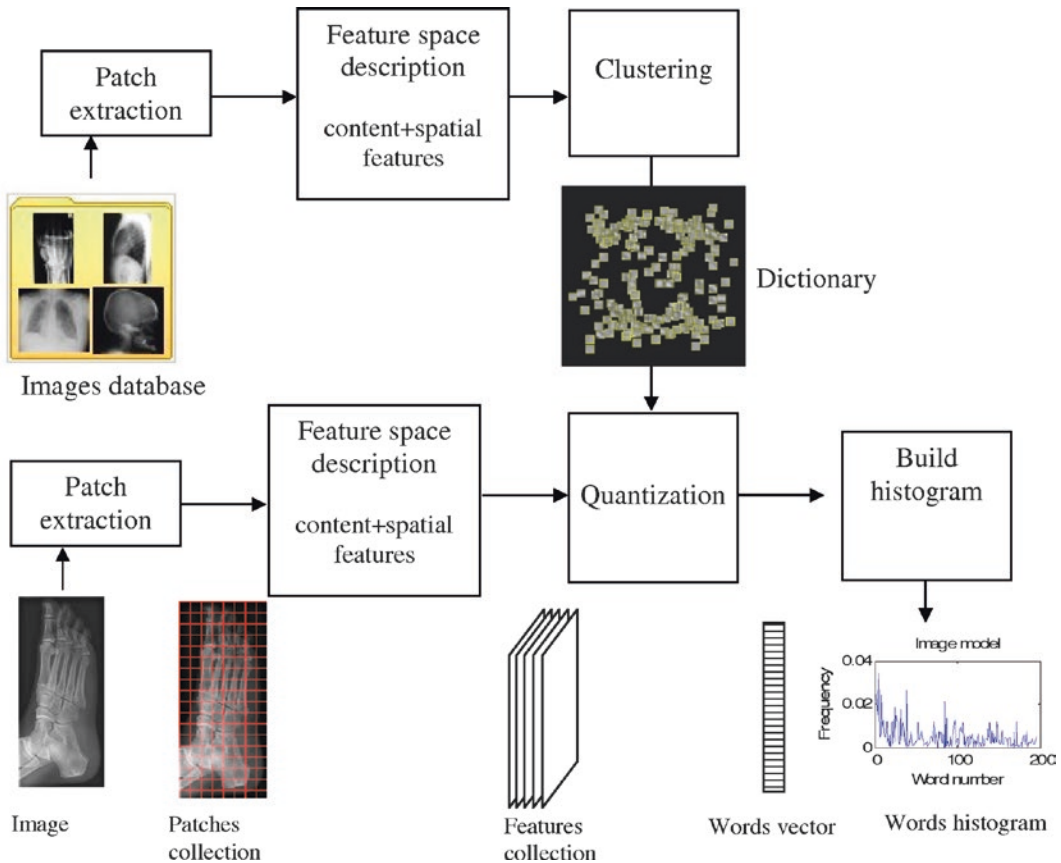 Patch
extraction
Feature space
description
content+spatial
features
Clustering
Dictionary
Images database
Patch
extraction
Feature space
description
content+spatial
features
Quantization
Build
histogram
Image model
Frequency
0.04
0.02
0
0
100
200
Word number
Image
Patches
collection
Features
collection
Words vector
Words histogram